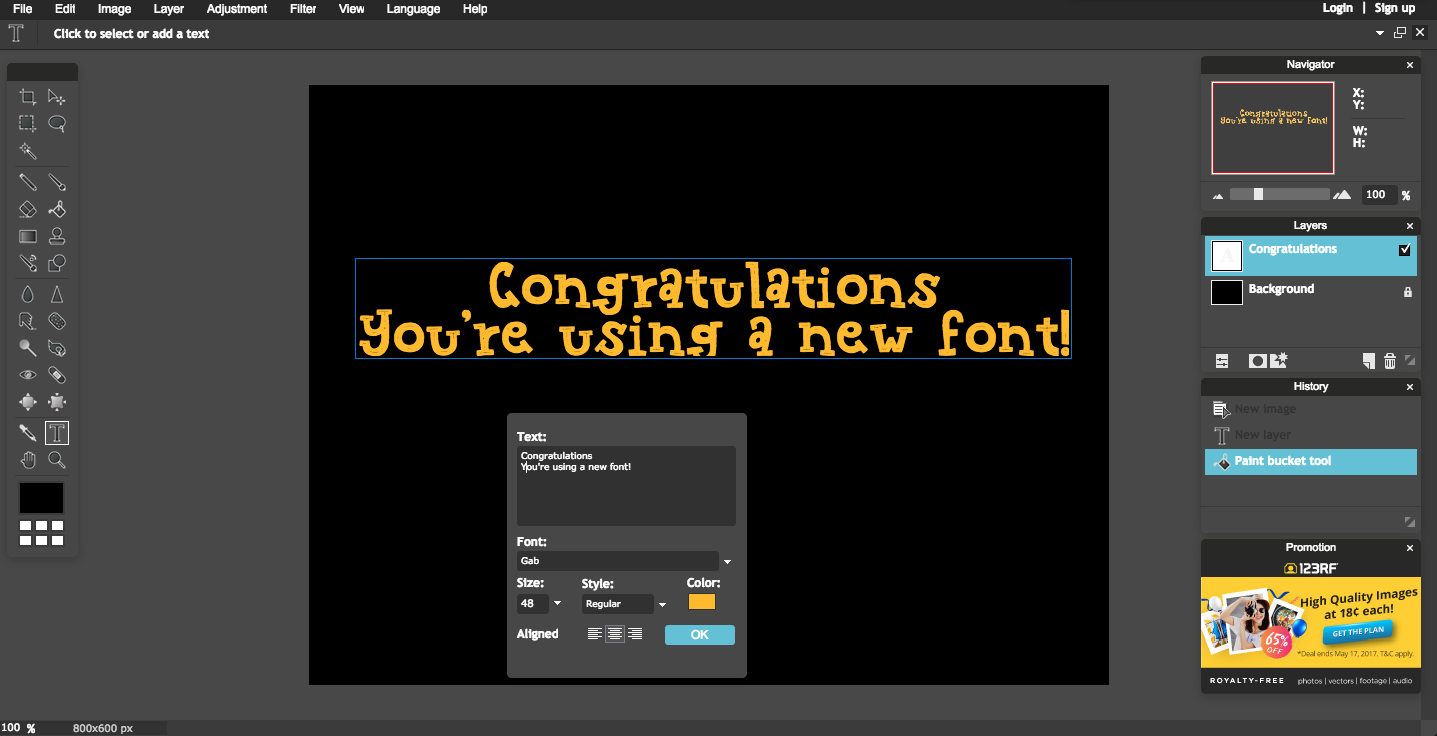 File Edit Image Layer Adjustment Filter View Language Help Login | Sign up
Click to select or add a text
Navigator
Congratulations
You're using a new font!
X:
Y:
W:
H:
100 %
Layers
Congratulations
Background
History
New image
New layer
Paint bucket tool
Promotion
123RF
High Quality Images
at 18¢ each!
65%
OFF
GET THE PLAN
*Deal ends May 17, 2017. T&C apply.
ROYALTY-FREE photos | vectors | footage | audio
Congratulations
You're using a new font!
Text:
Congratulations
You're using a new font!
Font:
Gab
Size: Style: Color:
48 Regular
Aligned OK
100 % 800x600 px